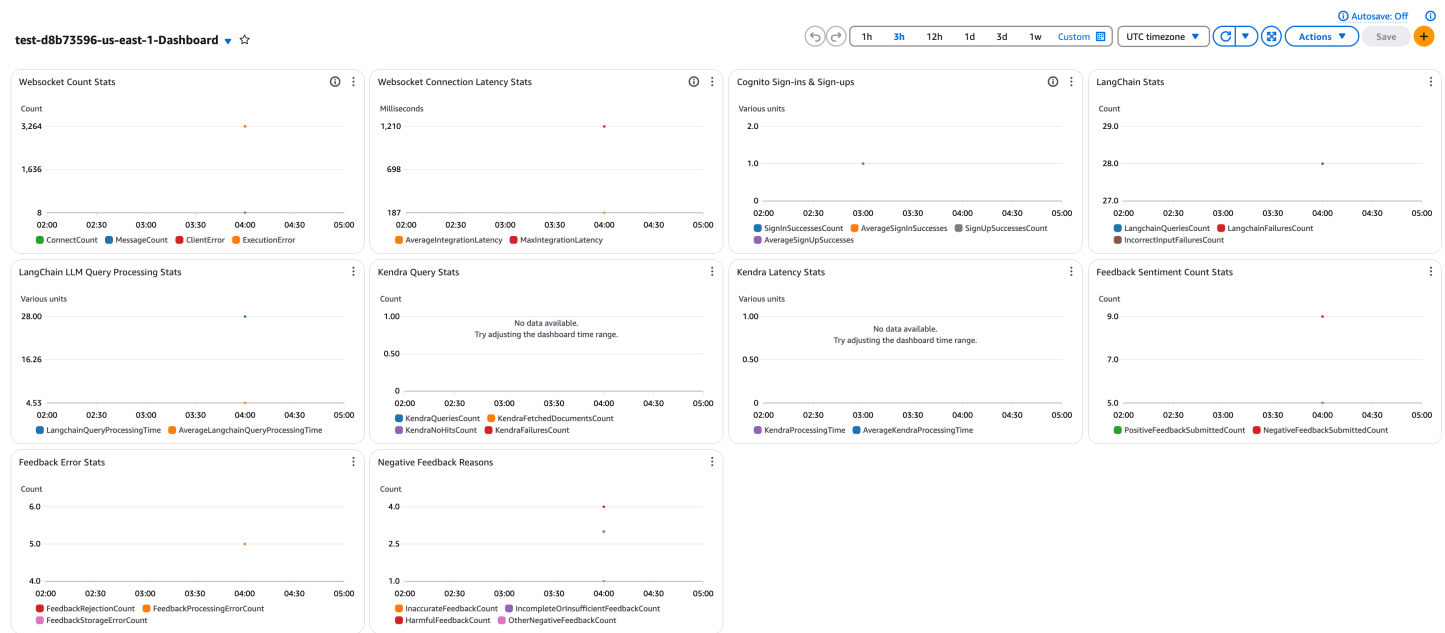 Autosave: Off
test-d8b73596-us-east-1-Dashboard
1h 3h 12h 1d 3d 1w Custom UTC timezone Actions Save +
Websocket Count Stats
Count
3,264
1,636
8
02:00 02:30 03:00 03:30 04:00 04:30 05:00
ConnectCount MessageCount ClientError ExecutionError
Websocket Connection Latency Stats
Milliseconds
1,210
698
187
02:00 02:30 03:00 03:30 04:00 04:30 05:00
AverageIntegrationLatency MaxIntegrationLatency
Cognito Sign-ins & Sign-ups
Various units
2.0
1.0
0
02:00 02:30 03:00 03:30 04:00 04:30 05:00
SignInSuccessesCount AverageSignInSuccesses SignUpSuccessesCount
AverageSignUpSuccesses
LangChain Stats
Count
29.0
28.0
27.0
02:00 02:30 03:00 03:30 04:00 04:30 05:00
LangchainQueriesCount LangchainFailuresCount
IncorrectInputFailuresCount
LangChain LLM Query Processing Stats
Various units
28.00
16.26
4.53
02:00 02:30 03:00 03:30 04:00 04:30 05:00
LangchainQueryProcessingTime AverageLangchainQueryProcessingTime
Kendra Query Stats
Count
1.00
No data available.
Try adjusting the dashboard time range.
0.50
0
02:00 02:30 03:00 03:30 04:00 04:30 05:00
KendraQueriesCount KendraFetchedDocumentsCount
KendraNoHitsCount KendraFailuresCount
Kendra Latency Stats
Various units
1.00
No data available.
Try adjusting the dashboard time range.
0.50
0
02:00 02:30 03:00 03:30 04:00 04:30 05:00
KendraProcessingTime AverageKendraProcessingTime
Feedback Sentiment Count Stats
Count
9.0
7.0
5.0
02:00 02:30 03:00 03:30 04:00 04:30 05:00
PositiveFeedbackSubmittedCount NegativeFeedbackSubmittedCount
Feedback Error Stats
Count
6.0
5.0
4.0
02:00 02:30 03:00 03:30 04:00 04:30 05:00
FeedbackRejectionCount FeedbackProcessingErrorCount
FeedbackStorageErrorCount
Negative Feedback Reasons
Count
4.0
2.5
1.0
02:00 02:30 03:00 03:30 04:00 04:30 05:00
InaccurateFeedbackCount IncompleteOrInsufficientFeedbackCount
HarmfulFeedbackCount OtherNegativeFeedbackCount